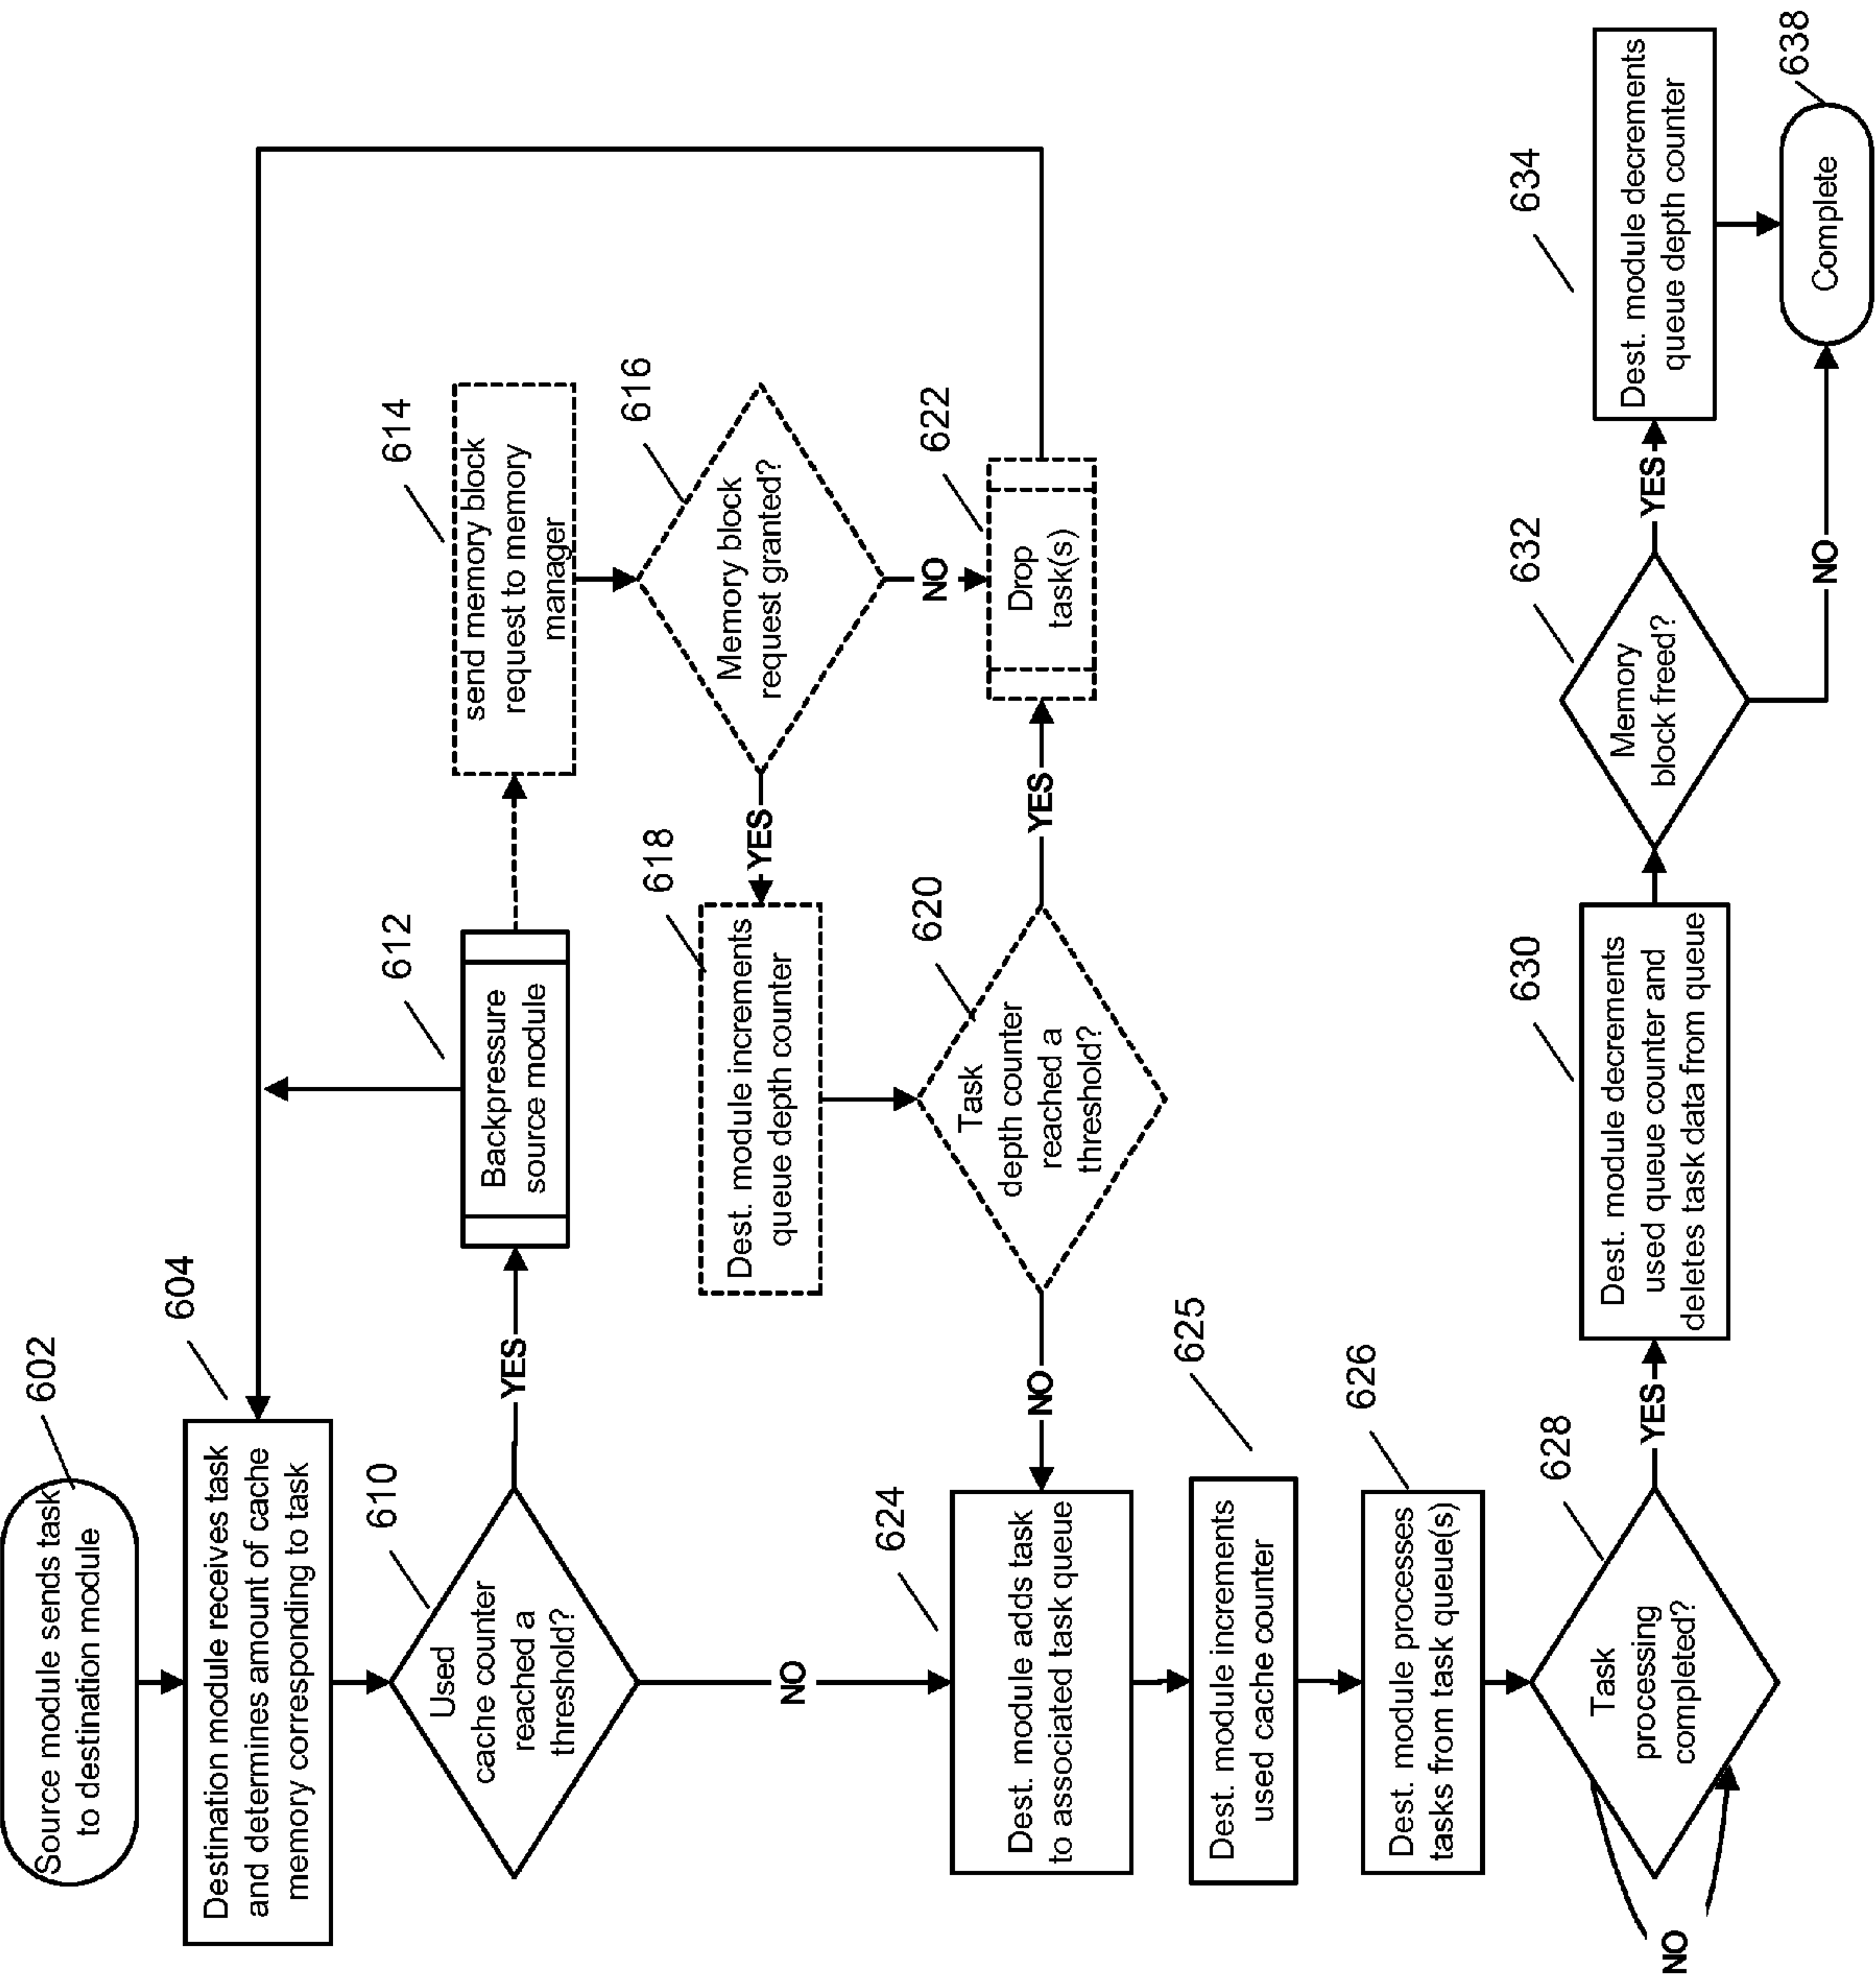 602
Source module sends task
to destination module
604
Destination module receives task
and determines amount of cache
memory corresponding to task
610
Used
cache counter
reached a
threshold?
YES
NO
612
Backpressure
source module
614
send memory block
request to memory
manager
616
Memory block
request granted?
YES
NO
618
Dest. module increments
queue depth counter
620
Task
depth counter
reached a
threshold?
YES
NO
622
Drop
task(s)
624
Dest. module adds task
to associated task queue
625
Dest. module increments
used cache counter
626
Dest. module processes
tasks from task queue(s)
628
Task
processing
completed?
NO
YES
630
Dest. module decrements
used queue counter and
deletes task data from queue
632
Memory
block freed?
YES
NO
634
Dest. module decrements
queue depth counter
638
Complete